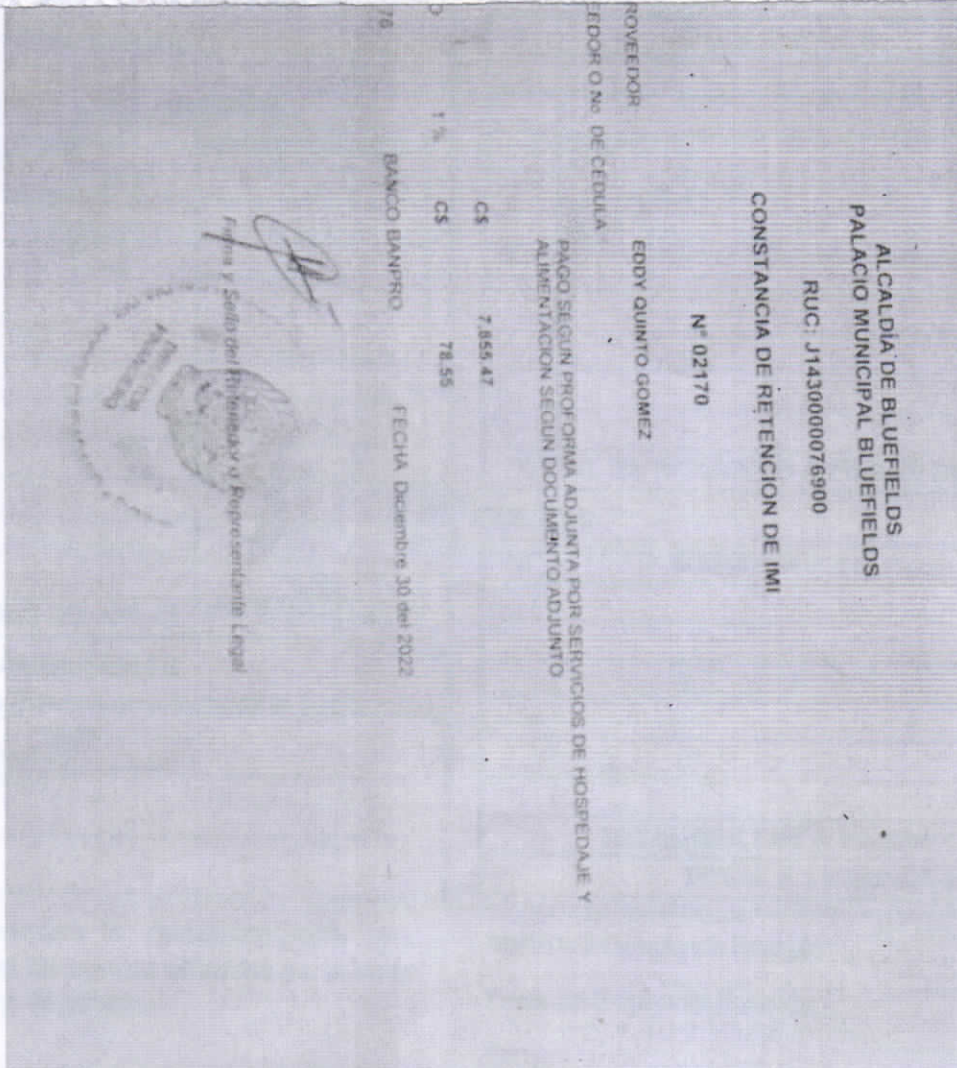 ALCALDÍA DE BLUEFIELDS
PALACIO MUNICIPAL BLUEFIELDS
RUC: J1430000076900
CONSTANCIA DE RETENCION DE IMI
N° 02170
ROVEEDOR EDDY QUINTO GOMEZ
EEDOR O No. DE CEDULA
PAGO SEGUN PROFORMA ADJUNTA POR SERVICIOS DE HOSPEDAJE Y
ALIMENTACION SEGUN DOCUMENTO ADJUNTO
C$ 7,855.47
O 1 % C$ 78.55
76 BANCO BANPRO FECHA Diciembre 30 del 2022
Firma y Sello del Retenedor o Representante Legal